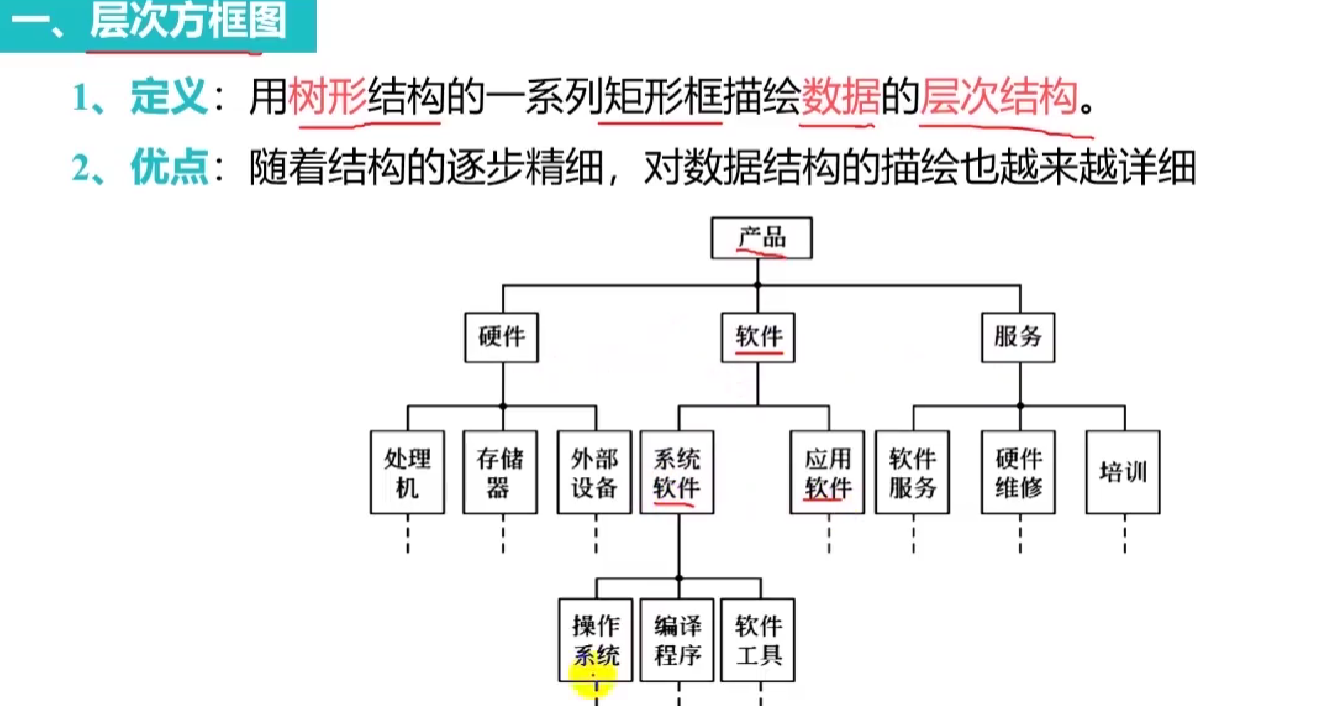 一、层次方框图
1、定义：用树形结构的一系列矩形框描绘数据的层次结构。
2、优点：随着结构的逐步精细，对数据结构的描绘也越来越详细
产品
硬件
软件
服务
处理
机
存储
器
外部
设备
系统
软件
应用
软件
软件
服务
硬件
维修
培训
操作
系统
编译
程序
软件
工具